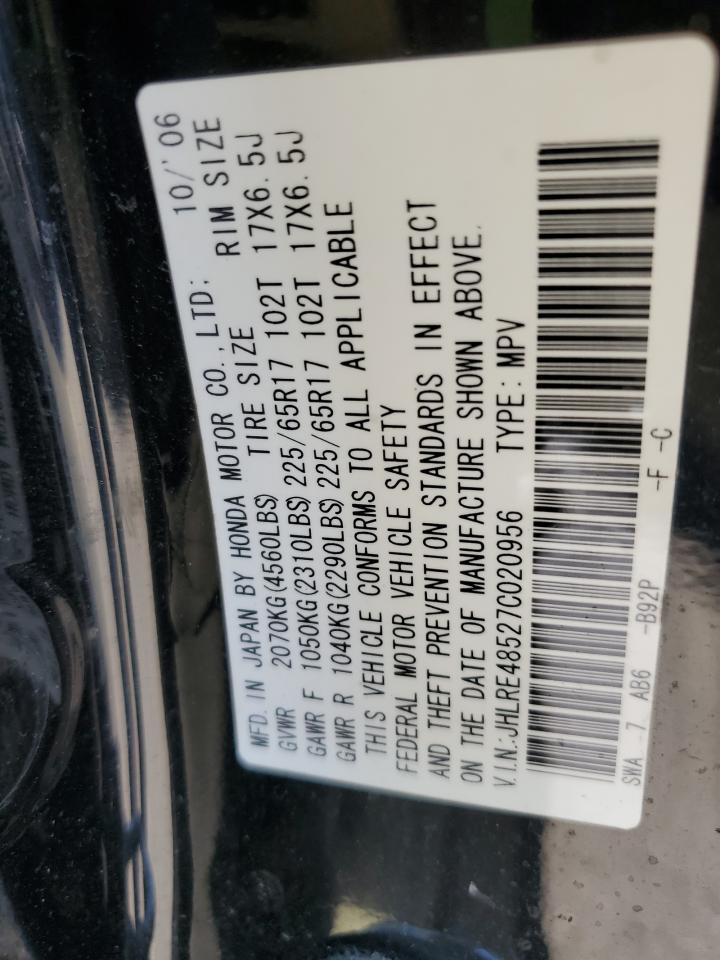 MFD. IN JAPAN BY HONDA MOTOR CO., LTD: 10/'06
GVWR 2070KG(4560LBS) TIRE SIZE RIM SIZE
GAWR F 1050KG(2310LBS) 225/65R17 102T 17X6.5J
GAWR R 1040KG(2290LBS) 225/65R17 102T 17X6.5J
THIS VEHICLE CONFORMS TO ALL APPLICABLE
FEDERAL MOTOR VEHICLE SAFETY
AND THEFT PREVENTION STANDARDS IN EFFECT
ON THE DATE OF MANUFACTURE SHOWN ABOVE.
V.I.N.:JHLRE48527C020956 TYPE: MPV
SWA 7 AB6 -B92P -F -C